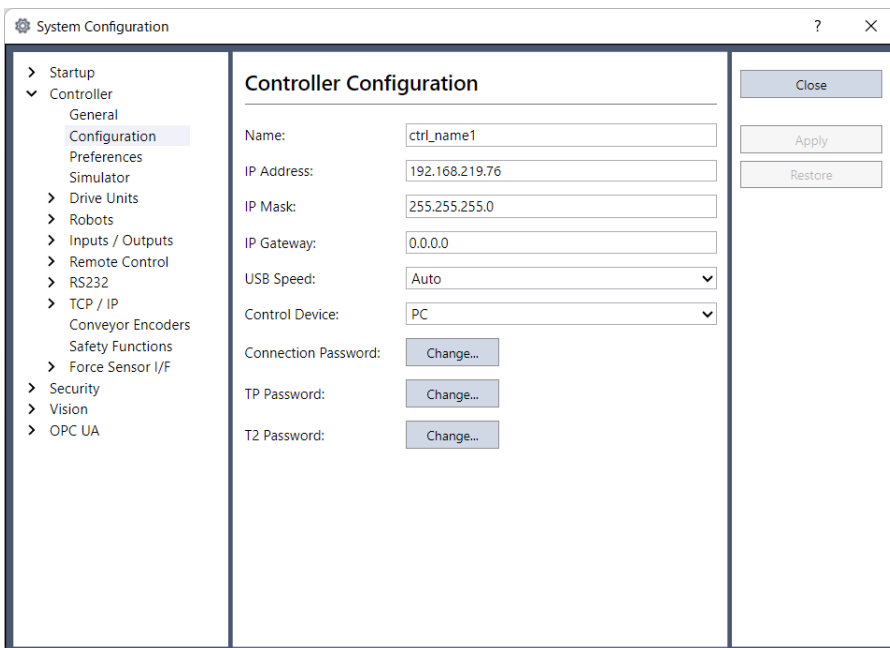 System Configuration
?
Startup
Controller
General
Configuration
Preferences
Simulator
Drive Units
Robots
Inputs / Outputs
Remote Control
RS232
TCP / IP
Conveyor Encoders
Safety Functions
Force Sensor I/F
Security
Vision
OPC UA
Controller Configuration
Name: ctrl_name1
IP Address: 192.168.219.76
IP Mask: 255.255.255.0
IP Gateway: 0.0.0.0
USB Speed: Auto
Control Device: PC
Connection Password: Change...
TP Password: Change...
T2 Password: Change...
Close
Apply
Restore